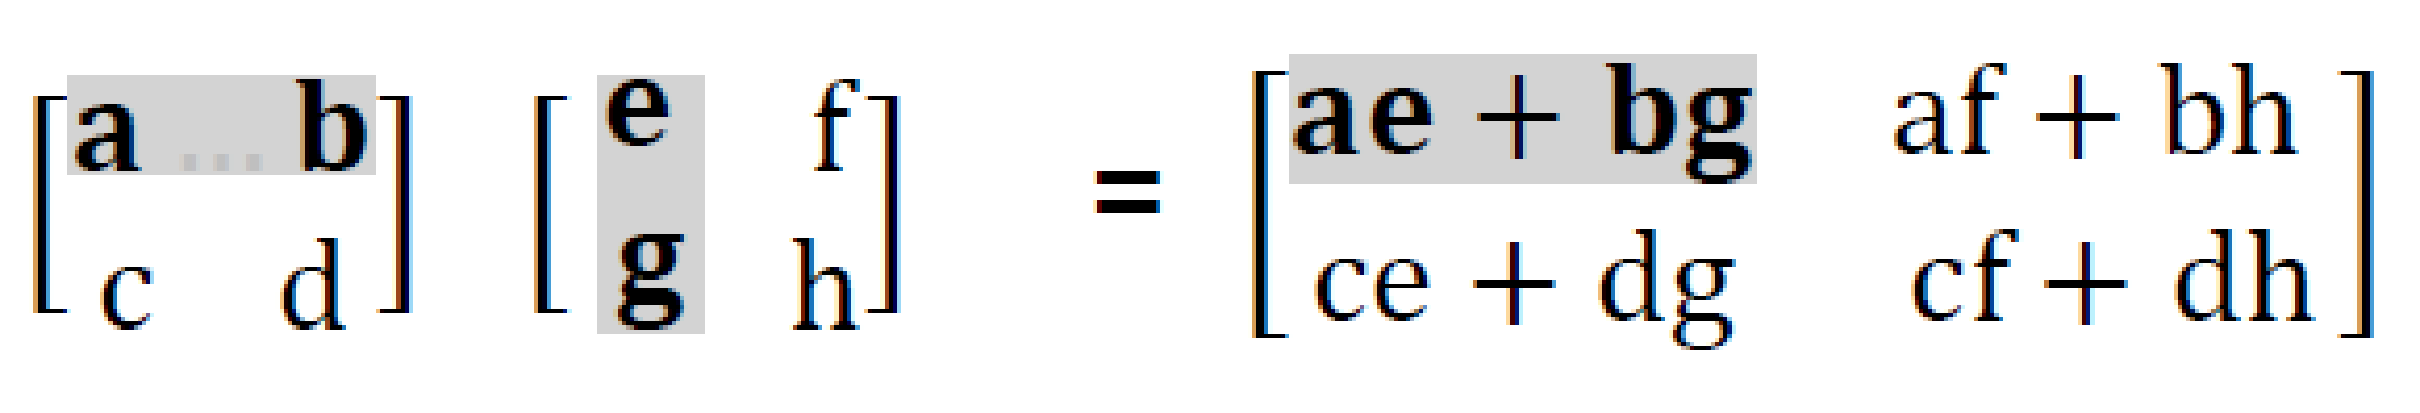 [a ... b] [e f] = [ae + bg af + bh]
[c d] [g h] [ce + dg cf + dh]